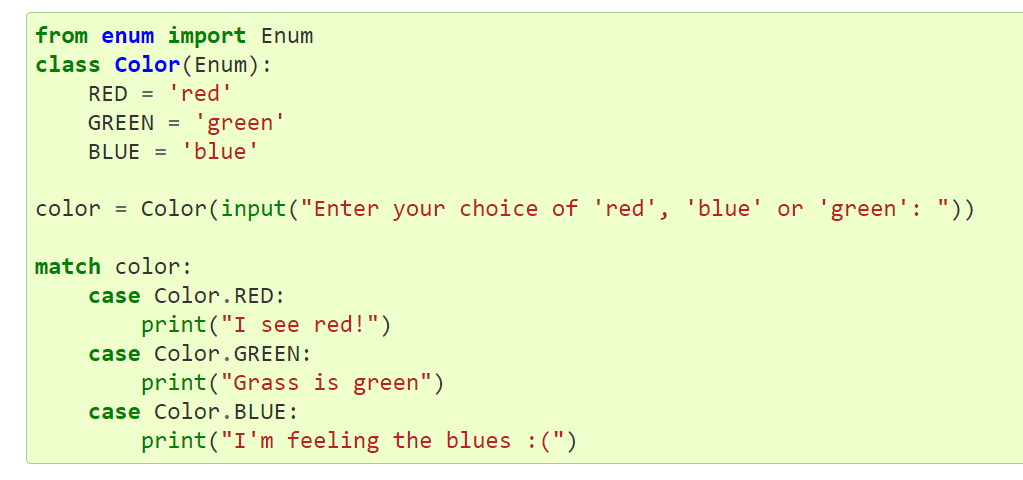 from enum import Enum
class Color(Enum):
    RED = 'red'
    GREEN = 'green'
    BLUE = 'blue'

color = Color(input("Enter your choice of 'red', 'blue' or 'green': "))

match color:
    case Color.RED:
        print("I see red!")
    case Color.GREEN:
        print("Grass is green")
    case Color.BLUE:
        print("I'm feeling the blues :(")